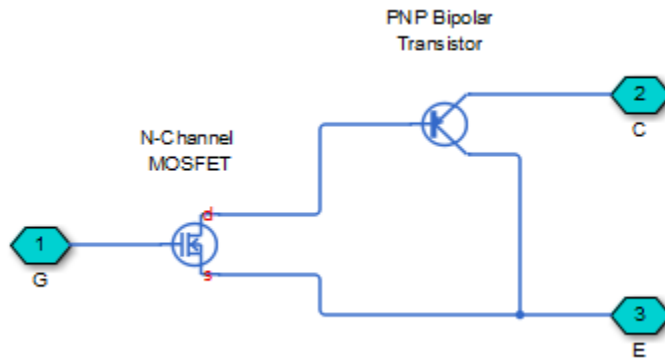 PNP Bipolar
Transistor
2
C
N-Channel
MOSFET
d
1
G
s
3
E